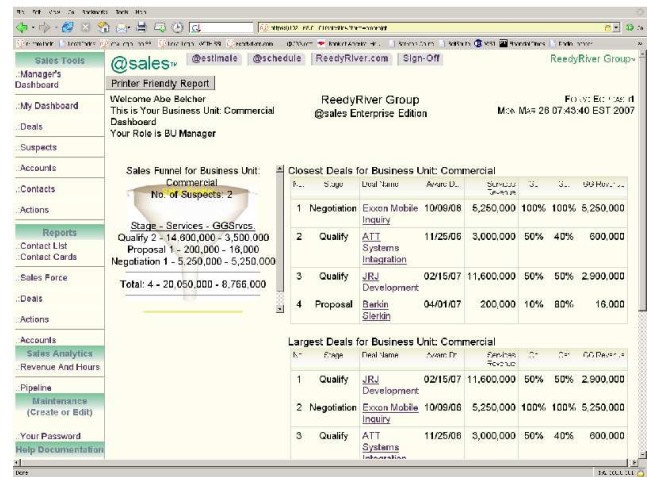 Sales Tools
.:Manager's
Dashboard
.:My Dashboard
.:Deals
.:Suspects
.:Accounts
.:Contacts
.:Actions
Reports
.:Contact List
.:Contact Cards
.:Sales Force
.:Deals
.:Actions
.:Accounts
Sales Analytics
.:Revenue And Hours
.:Pipeline
Maintenance
(Create or Edit)
.:Your Password
Help Documentation
@sales™ @estimate @schedule ReedyRiver.com Sign-Off ReedyRiver Group
Printer Friendly Report
Welcome Abe Belcher
This is Your Business Unit: Commercial
Dashboard
Your Role is BU Manager
ReedyRiver Group
@sales Enterprise Edition
Mon Mar 26 07:43:40 EST 2007
Sales Funnel for Business Unit:
Commercial
No. of Suspects: 2
Stage - Services - GGSrvcs.
Qualify 2 - 14,600,000 - 3,500,000
Proposal 1 - 200,000 - 16,000
Negotiation 1 - 5,250,000 - 5,250,000
Total: 4 - 20,050,000 - 8,766,000
Closest Deals for Business Unit: Commercial
Stage Deal Name Services Revenue
1 Negotiation Exxon Mobile Inquiry 10/09/06 5,250,000 100% 100% 5,250,000
2 Qualify ATT Systems Integration 11/25/06 3,000,000 50% 40% 600,000
3 Qualify JRJ Development 02/15/07 11,600,000 50% 50% 2,900,000
4 Proposal Barkin Slerkin 04/01/07 200,000 10% 80% 16,000
Largest Deals for Business Unit: Commercial
Stage Deal Name Services Revenue
1 Qualify JRJ Development 02/15/07 11,600,000 50% 50% 2,900,000
2 Negotiation Exxon Mobile Inquiry 10/09/06 5,250,000 100% 100% 5,250,000
3 Qualify ATT Systems Integration 11/25/06 3,000,000 50% 40% 600,000
Done